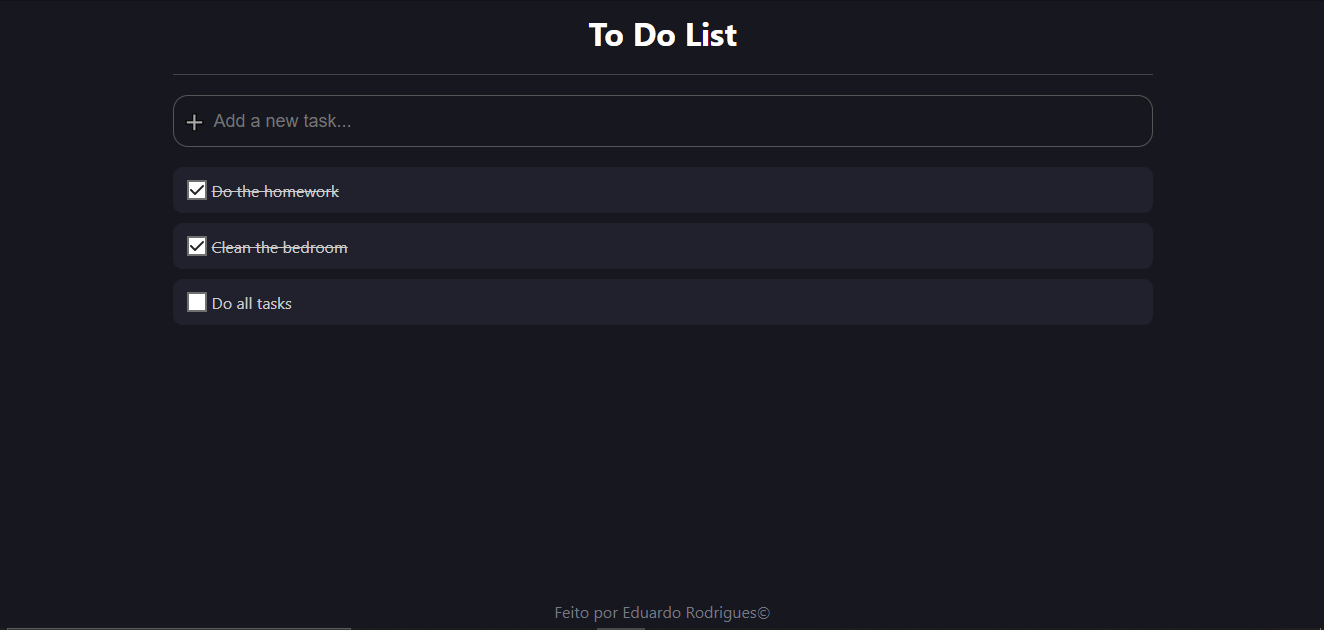 To Do List
Add a new task...
Do the homework
Clean the bedroom
Do all tasks
Feito por Eduardo Rodrigues©